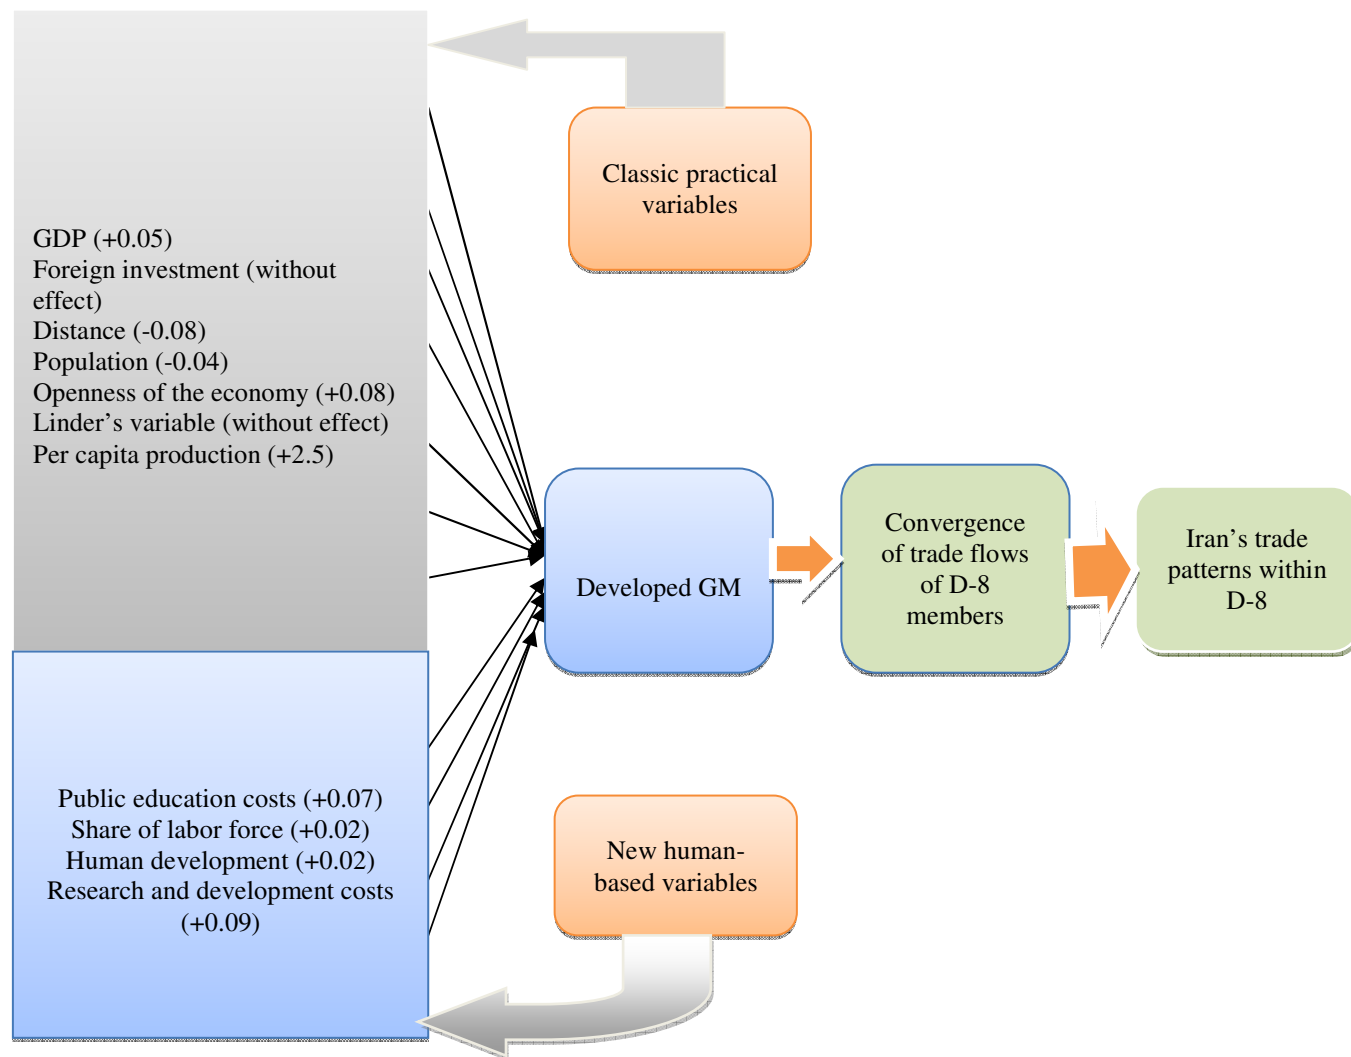 Classic practical
variables
GDP (+0.05)
Foreign investment (without
effect)
Distance (-0.08)
Population (-0.04)
Openness of the economy (+0.08)
Linder’s variable (without effect)
Per capita production (+2.5)
Developed GM
Convergence
of trade flows
of D-8
members
Iran’s trade
patterns within
D-8
Public education costs (+0.07)
Share of labor force (+0.02)
Human development (+0.02)
Research and development costs
(+0.09)
New human-
based variables